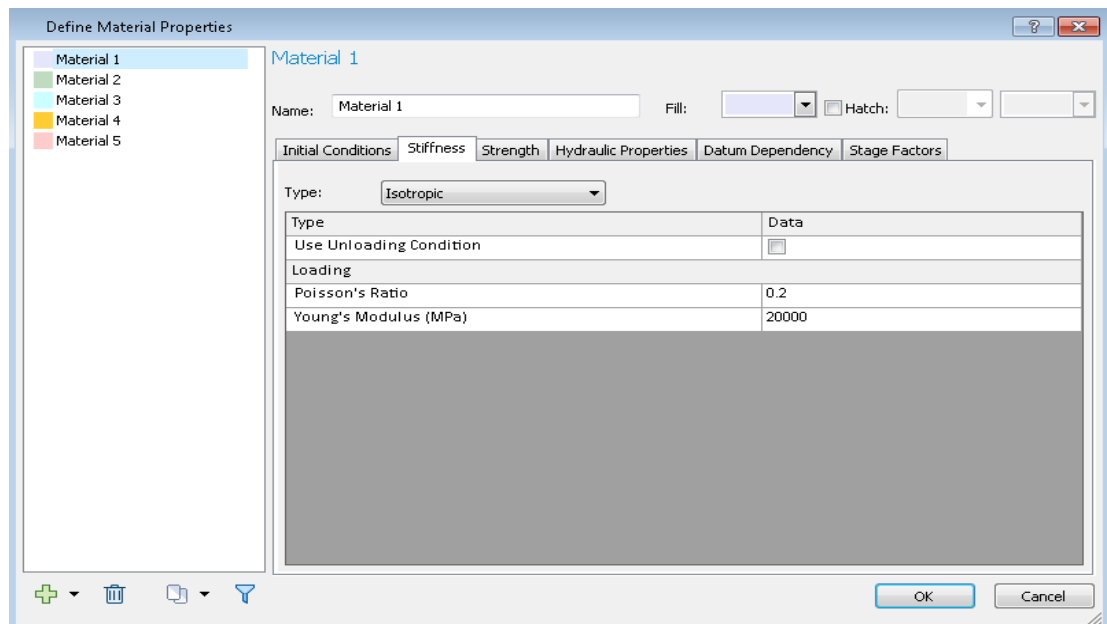 Define Material Properties
Material 1
Material 2
Material 3
Material 4
Material 5
Material 1
Name: Material 1 Fill: Hatch:
Initial Conditions Stiffness Strength Hydraulic Properties Datum Dependency Stage Factors
Type: Isotropic
Type Data
Use Unloading Condition
Loading
Poisson's Ratio 0.2
Young's Modulus (MPa) 20000
OK Cancel